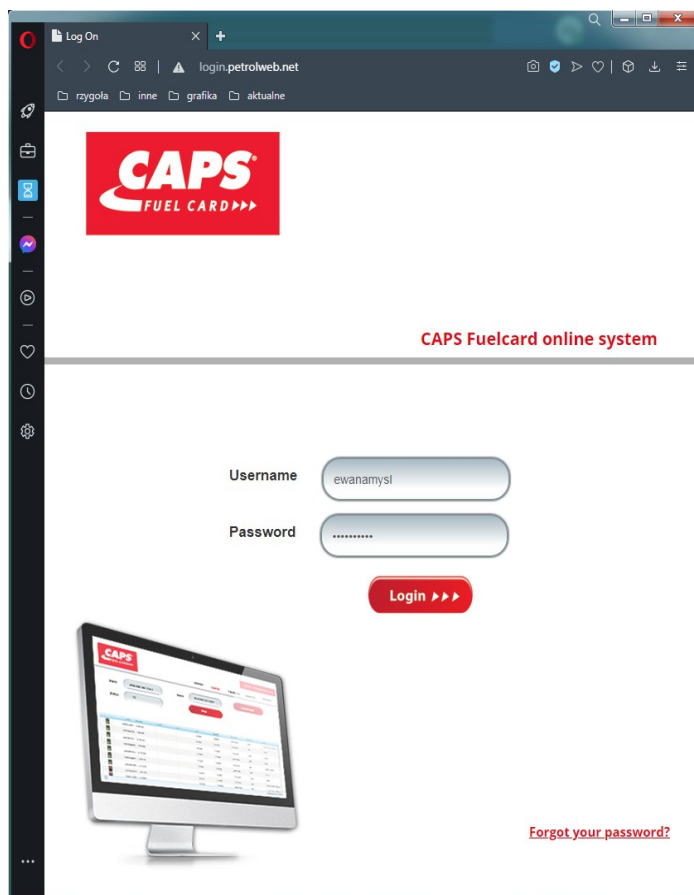 Log On
login.petrolweb.net
rzygoła inne grafika aktualne
CAPS
FUEL CARD
CAPS Fuelcard online system
Username ewanamysl
Password ••••••••••
Login
CAPS
Forgot your password?